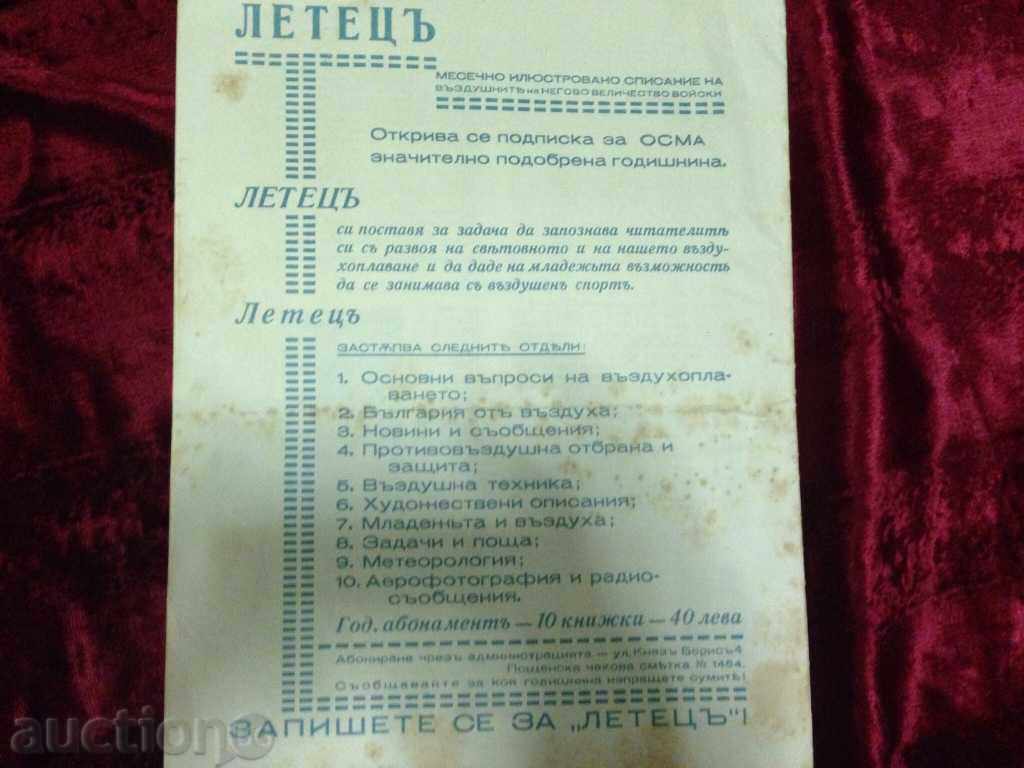 ЛЕТЕЦЪ
МЕСЕЧНО ИЛЮСТРОВАНО СПИСАНИЕ НА
ВЪЗДУШНИТѢ НА НЕГОВО ВЕЛИЧЕСТВО ВОЙСКИ
Открива се подписка за ОСМА
значително подобрена годишнина.
ЛЕТЕЦЪ
си поставя за задача да запознава читателитѣ
си съ развоя на свѣтовното и на нашето възду-
хоплаване и да даде на младежьта възможность
да се занимава съ въздушенъ спортъ.
Летецъ
ЗАСТѪПВА СЛЕДНИТѢ ОТДѢЛИ:
1. Основни въпроси на въздухопла-
ването;
2. България отъ въздуха;
3. Новини и съобщения;
4. Противовъздушна отбрана и
защита;
5. Въздушна техника;
6. Художествени описания;
7. Младежьта и въздуха;
8. Задачи и поща;
9. Метеорология;
10. Аерофотография и радио-
съобщения.
Год. абонаментъ — 10 книжки — 40 лева
Абониране чрезъ администрацията — ул. Князъ Борисъ 4
Пощенска чекова смѣтка № 1484.
Съобщавайте за коя годишнина изпращете сумитѣ!
ЗАПИШЕТЕ СЕ ЗА „ЛЕТЕЦЪ"!
auction